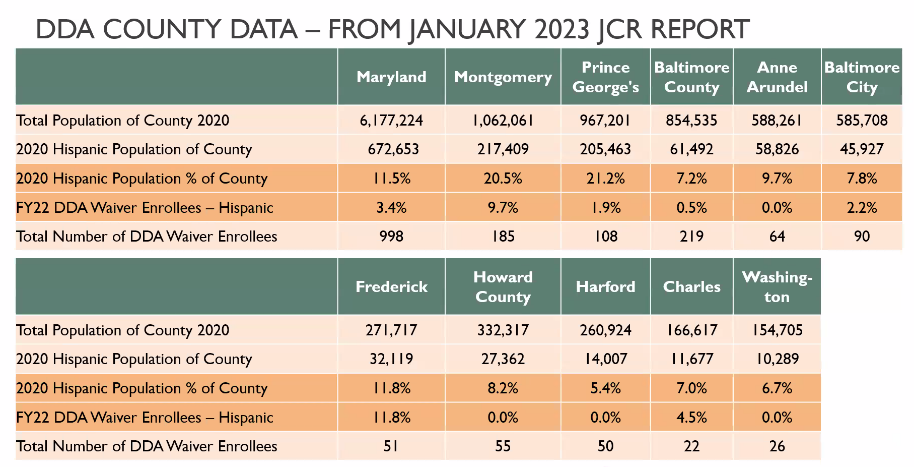 DDA COUNTY DATA – FROM JANUARY 2023 JCR REPORT
Maryland Montgomery Prince George's Baltimore County Anne Arundel Baltimore City
Total Population of County 2020 6,177,224 1,062,061 967,201 854,535 588,261 585,708
2020 Hispanic Population of County 672,653 217,409 205,463 61,492 58,826 45,927
2020 Hispanic Population % of County 11.5% 20.5% 21.2% 7.2% 9.7% 7.8%
FY22 DDA Waiver Enrollees – Hispanic 3.4% 9.7% 1.9% 0.5% 0.0% 2.2%
Total Number of DDA Waiver Enrollees 998 185 108 219 64 90
Frederick Howard County Harford Charles Washing-ton
Total Population of County 2020 271,717 332,317 260,924 166,617 154,705
2020 Hispanic Population of County 32,119 27,362 14,007 11,677 10,289
2020 Hispanic Population % of County 11.8% 8.2% 5.4% 7.0% 6.7%
FY22 DDA Waiver Enrollees – Hispanic 11.8% 0.0% 0.0% 4.5% 0.0%
Total Number of DDA Waiver Enrollees 51 55 50 22 26